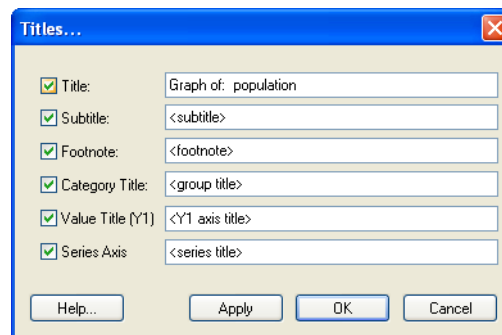 Titles...
Title: Graph of: population
Subtitle: <subtitle>
Footnote: <footnote>
Category Title: <group title>
Value Title (Y1) <Y1 axis title>
Series Axis <series title>
Help... Apply OK Cancel